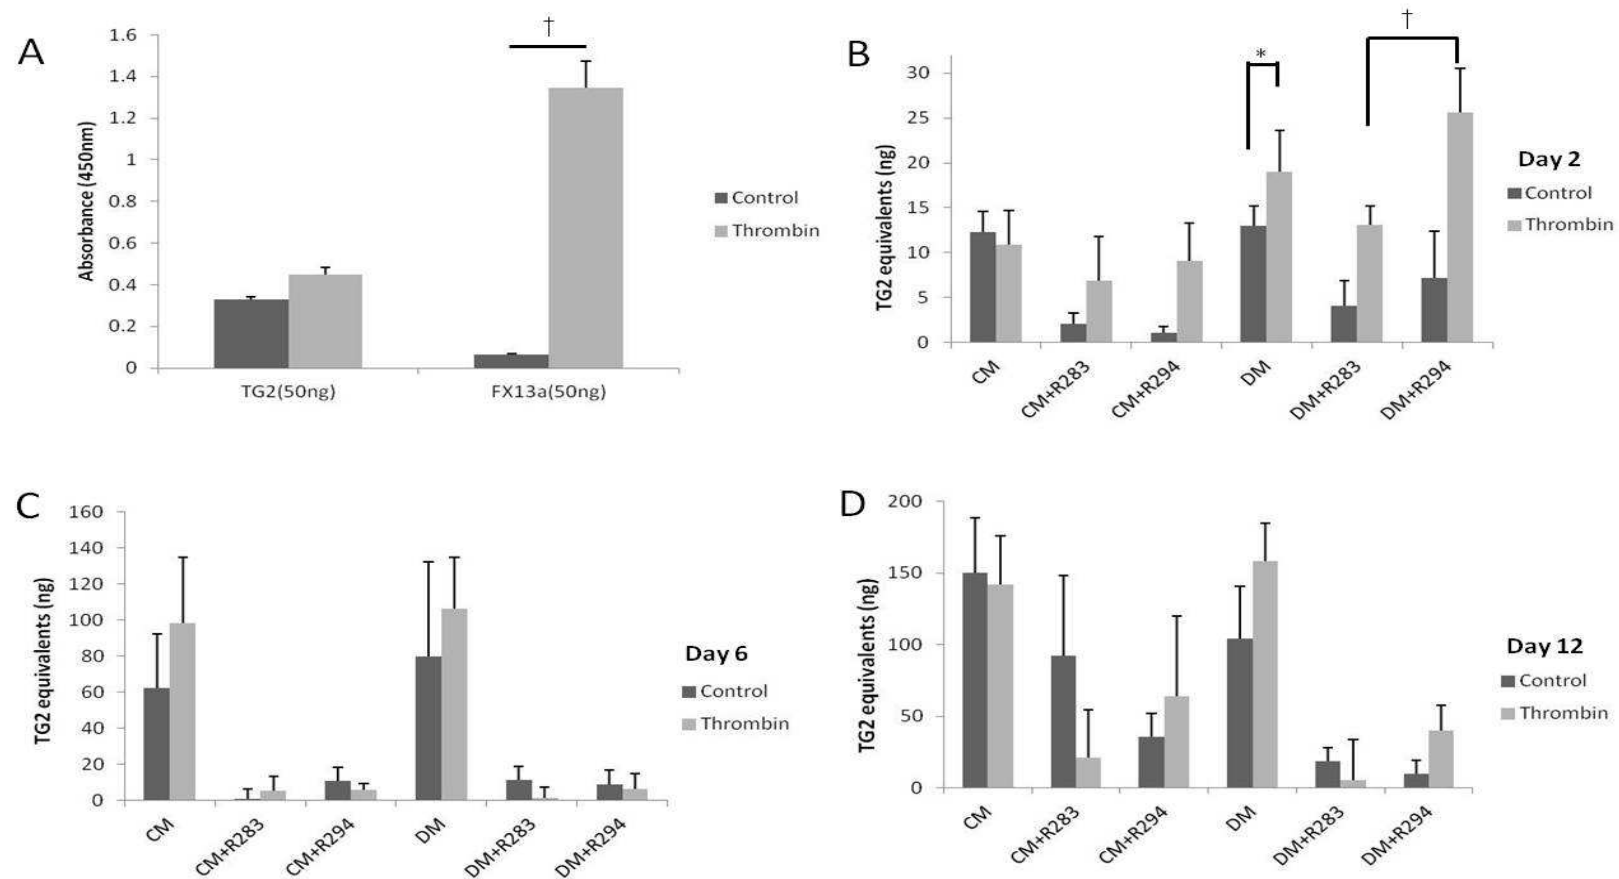 A
†
1.6
1.4
1.2
1
0.8
0.6
0.4
0.2
0
Absorbance (450nm)
TG2(50ng)
FX13a(50ng)
Control
Thrombin
B
*
†
30
25
20
15
10
5
0
TG2 equivalents (ng)
CM
CM+R283
CM+R294
DM
DM+R283
DM+R294
Day 2
Control
Thrombin
C
160
140
120
100
80
60
40
20
0
TG2 equivalents (ng)
CM
CM+R283
CM+R294
DM
DM+R283
DM+R294
Day 6
Control
Thrombin
D
200
150
100
50
0
TG2 equivalents (ng)
CM
CM+R283
CM+R294
DM
DM+R283
DM+R294
Day 12
Control
Thrombin